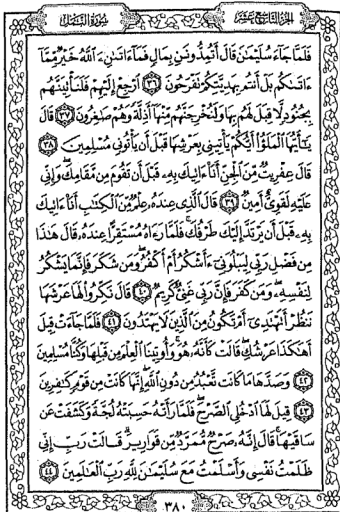 الجزء التاسع عشر سورة النمل
فَلَمَّا جَآءَ سُلَيْمَٰنَ قَالَ أَتُمِدُّونَنِ بِمَالٍ فَمَآ ءَاتَىٰنِۦَ ٱللَّهُ خَيْرٌ مِّمَّآ
ءَاتَىٰكُم بَلْ أَنتُم بِهَدِيَّتِكُمْ تَفْرَحُونَ ٣٦ ٱرْجِعْ إِلَيْهِمْ فَلَنَأْتِيَنَّهُم
بِجُنُودٍ لَّا قِبَلَ لَهُم بِهَا وَلَنُخْرِجَنَّهُم مِّنْهَآ أَذِلَّةً وَهُمْ صَٰغِرُونَ ٣٧ قَالَ
يَٰٓأَيُّهَا ٱلْمَلَؤُا۟ أَيُّكُمْ يَأْتِينِى بِعَرْشِهَا قَبْلَ أَن يَأْتُونِى مُسْلِمِينَ ٣٨
قَالَ عِفْرِيتٌ مِّنَ ٱلْجِنِّ أَنَا۠ ءَاتِيكَ بِهِۦ قَبْلَ أَن تَقُومَ مِن مَّقَامِكَ ۖ وَإِنِّى
عَلَيْهِ لَقَوِىٌّ أَمِينٌ ٣٩ قَالَ ٱلَّذِى عِندَهُۥ عِلْمٌ مِّنَ ٱلْكِتَٰبِ أَنَا۠ ءَاتِيكَ
بِهِۦ قَبْلَ أَن يَرْتَدَّ إِلَيْكَ طَرْفُكَ ۚ فَلَمَّا رَءَاهُ مُسْتَقِرًّا عِندَهُۥ قَالَ هَٰذَا
مِن فَضْلِ رَبِّى لِيَبْلُوَنِىٓ ءَأَشْكُرُ أَمْ أَكْفُرُ ۖ وَمَن شَكَرَ فَإِنَّمَا يَشْكُرُ
لِنَفْسِهِۦ ۖ وَمَن كَفَرَ فَإِنَّ رَبِّى غَنِىٌّ كَرِيمٌ ٤٠ قَالَ نَكِّرُوا۟ لَهَا عَرْشَهَا
نَنظُرْ أَتَهْتَدِىٓ أَمْ تَكُونُ مِنَ ٱلَّذِينَ لَا يَهْتَدُونَ ٤١ فَلَمَّا جَآءَتْ قِيلَ
أَهَٰكَذَا عَرْشُكِ ۖ قَالَتْ كَأَنَّهُۥ هُوَ ۚ وَأُوتِينَا ٱلْعِلْمَ مِن قَبْلِهَا وَكُنَّا مُسْلِمِينَ
٤٢ وَصَدَّهَا مَا كَانَت تَّعْبُدُ مِن دُونِ ٱللَّهِ ۖ إِنَّهَا كَانَتْ مِن قَوْمٍ كَٰفِرِينَ
٤٣ قِيلَ لَهَا ٱدْخُلِى ٱلصَّرْحَ ۖ فَلَمَّا رَأَتْهُ حَسِبَتْهُ لُجَّةً وَكَشَفَتْ عَن
سَاقَيْهَا ۚ قَالَ إِنَّهُۥ صَرْحٌ مُّمَرَّدٌ مِّن قَوَارِيرَ ۗ قَالَتْ رَبِّ إِنِّى
ظَلَمْتُ نَفْسِى وَأَسْلَمْتُ مَعَ سُلَيْمَٰنَ لِلَّهِ رَبِّ ٱلْعَٰلَمِينَ ٤٤
٣٨٠